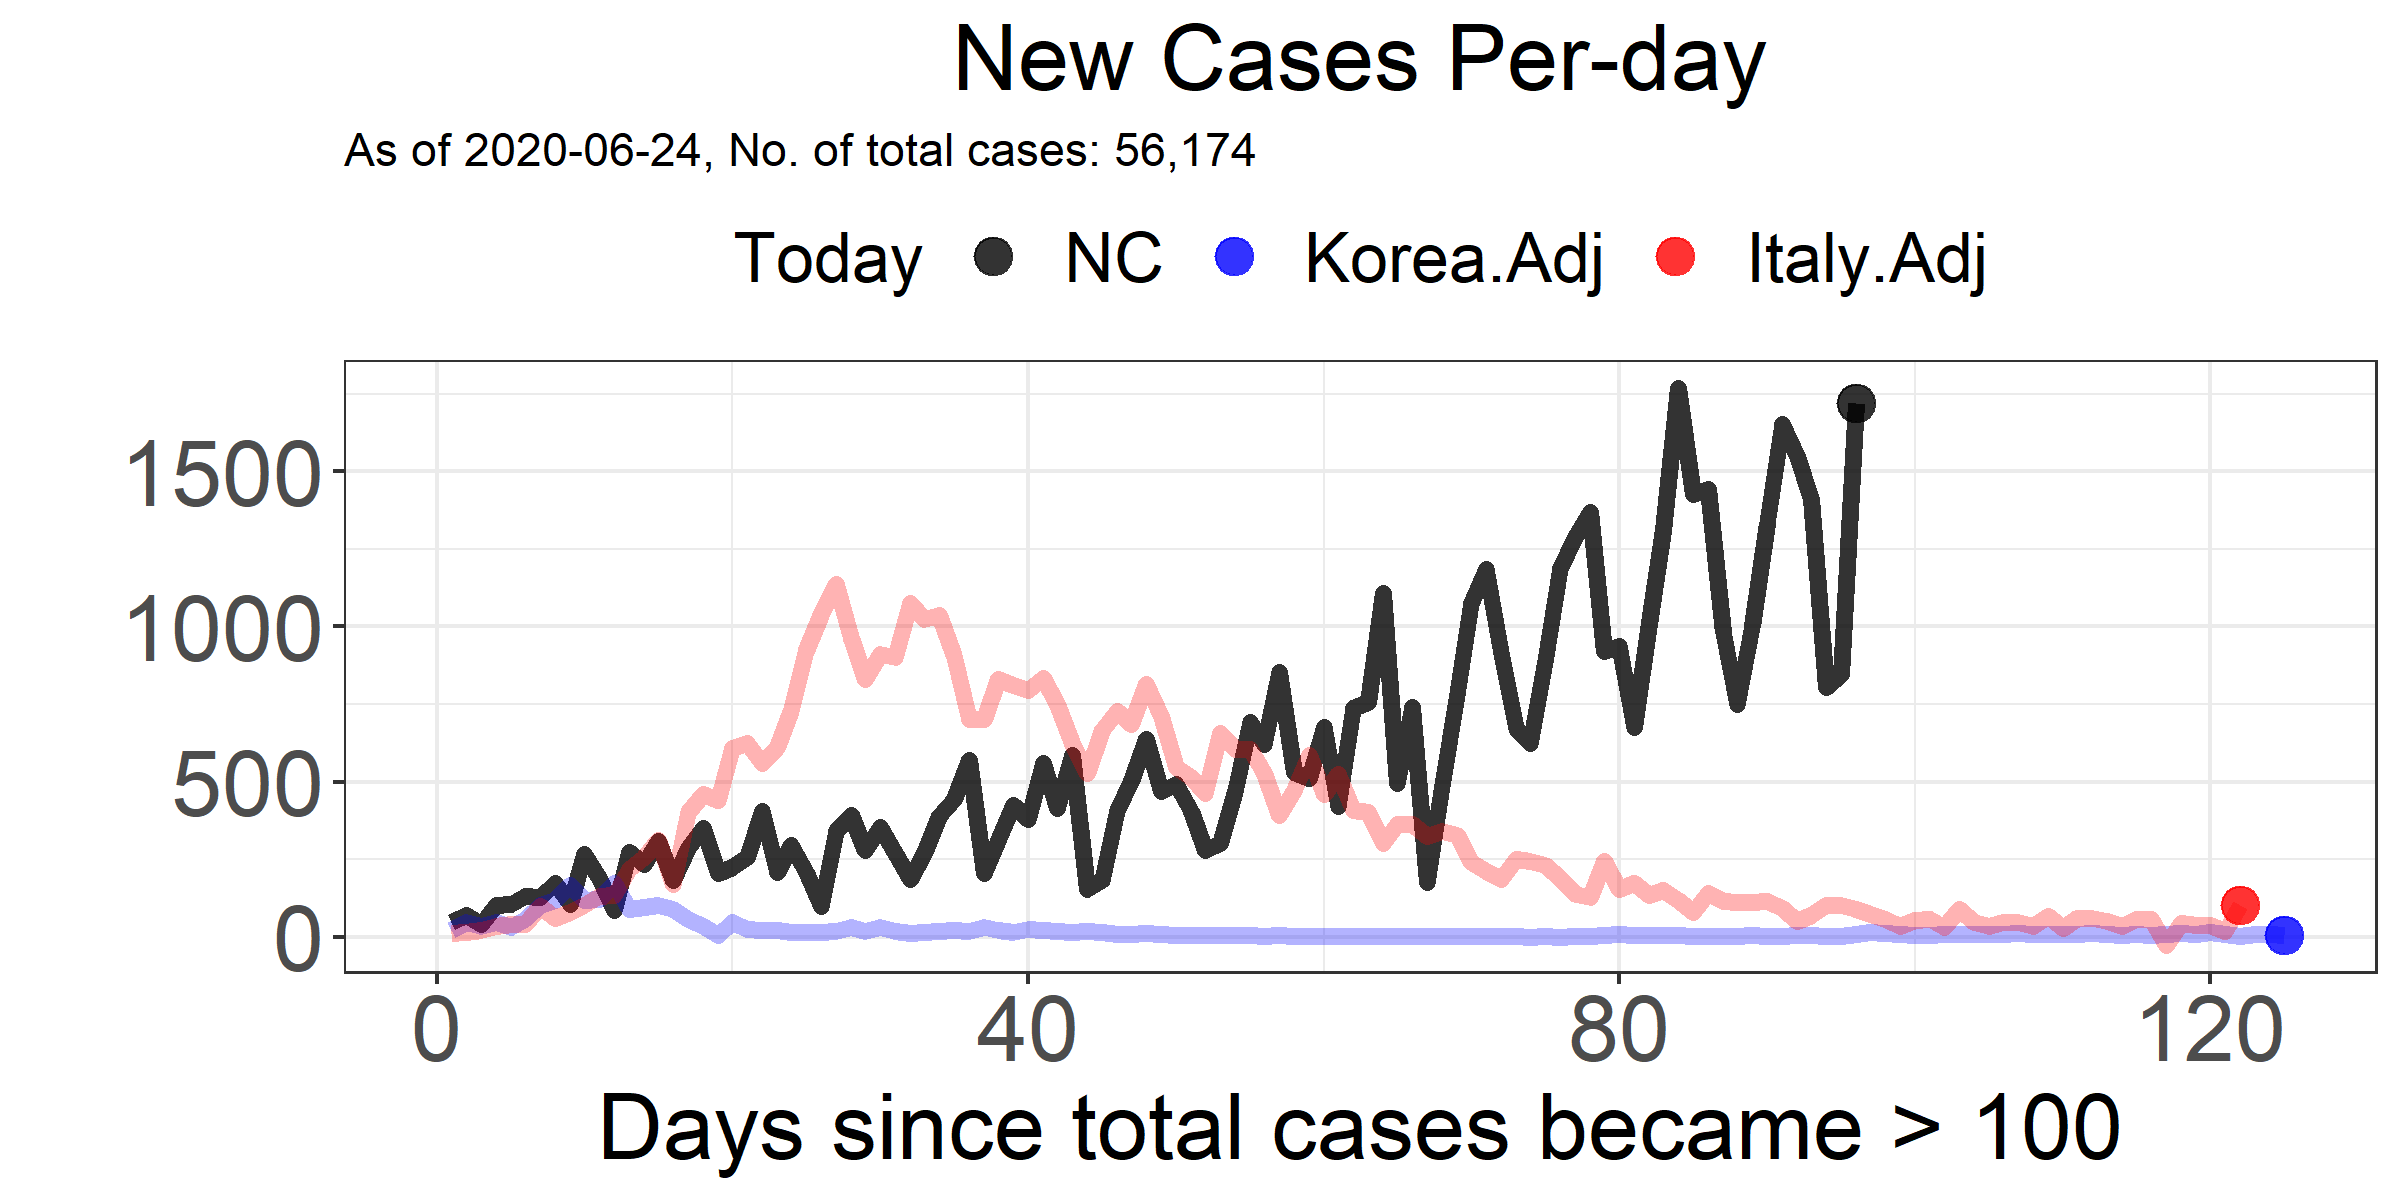 New Cases Per-day
As of 2020-06-24, No. of total cases: 56,174
Today NC Korea.Adj Italy.Adj
1500
1000
500
0
0 40 80 120
Days since total cases became > 100